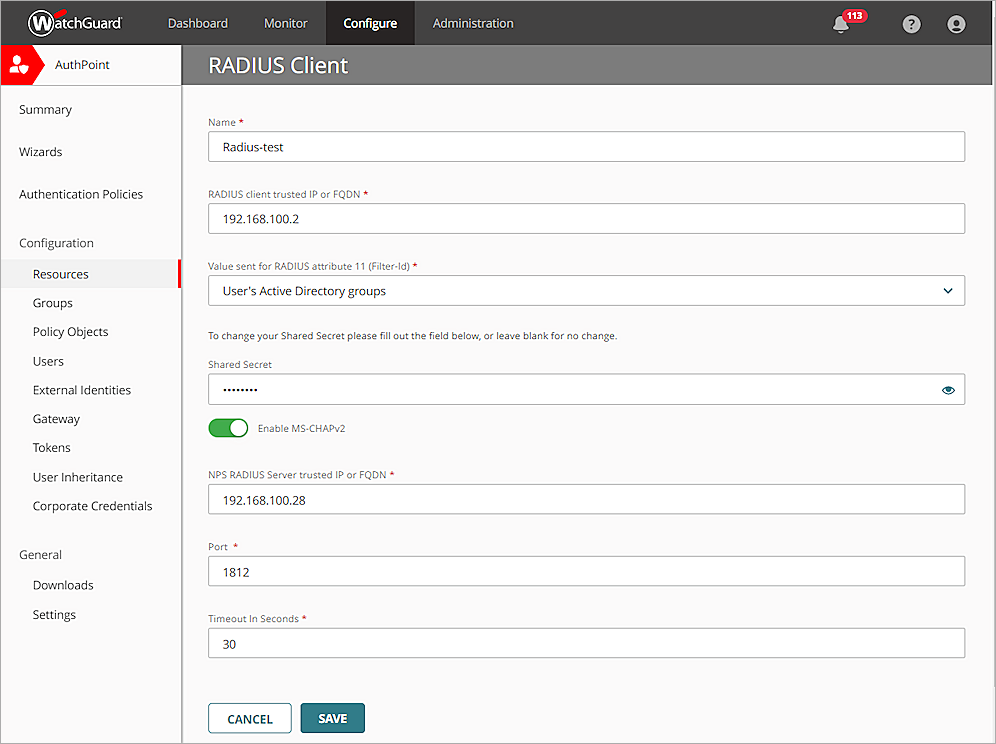 WatchGuard
Dashboard
Monitor
Configure
Administration
113
?
AuthPoint
RADIUS Client
Summary
Wizards
Authentication Policies
Configuration
Resources
Groups
Policy Objects
Users
External Identities
Gateway
Tokens
User Inheritance
Corporate Credentials
General
Downloads
Settings
Name *
Radius-test
RADIUS client trusted IP or FQDN *
192.168.100.2
Value sent for RADIUS attribute 11 (Filter-Id) *
User's Active Directory groups
To change your Shared Secret please fill out the field below, or leave blank for no change.
Shared Secret
••••••••
Enable MS-CHAPv2
NPS RADIUS Server trusted IP or FQDN *
192.168.100.28
Port *
1812
Timeout In Seconds *
30
CANCEL
SAVE